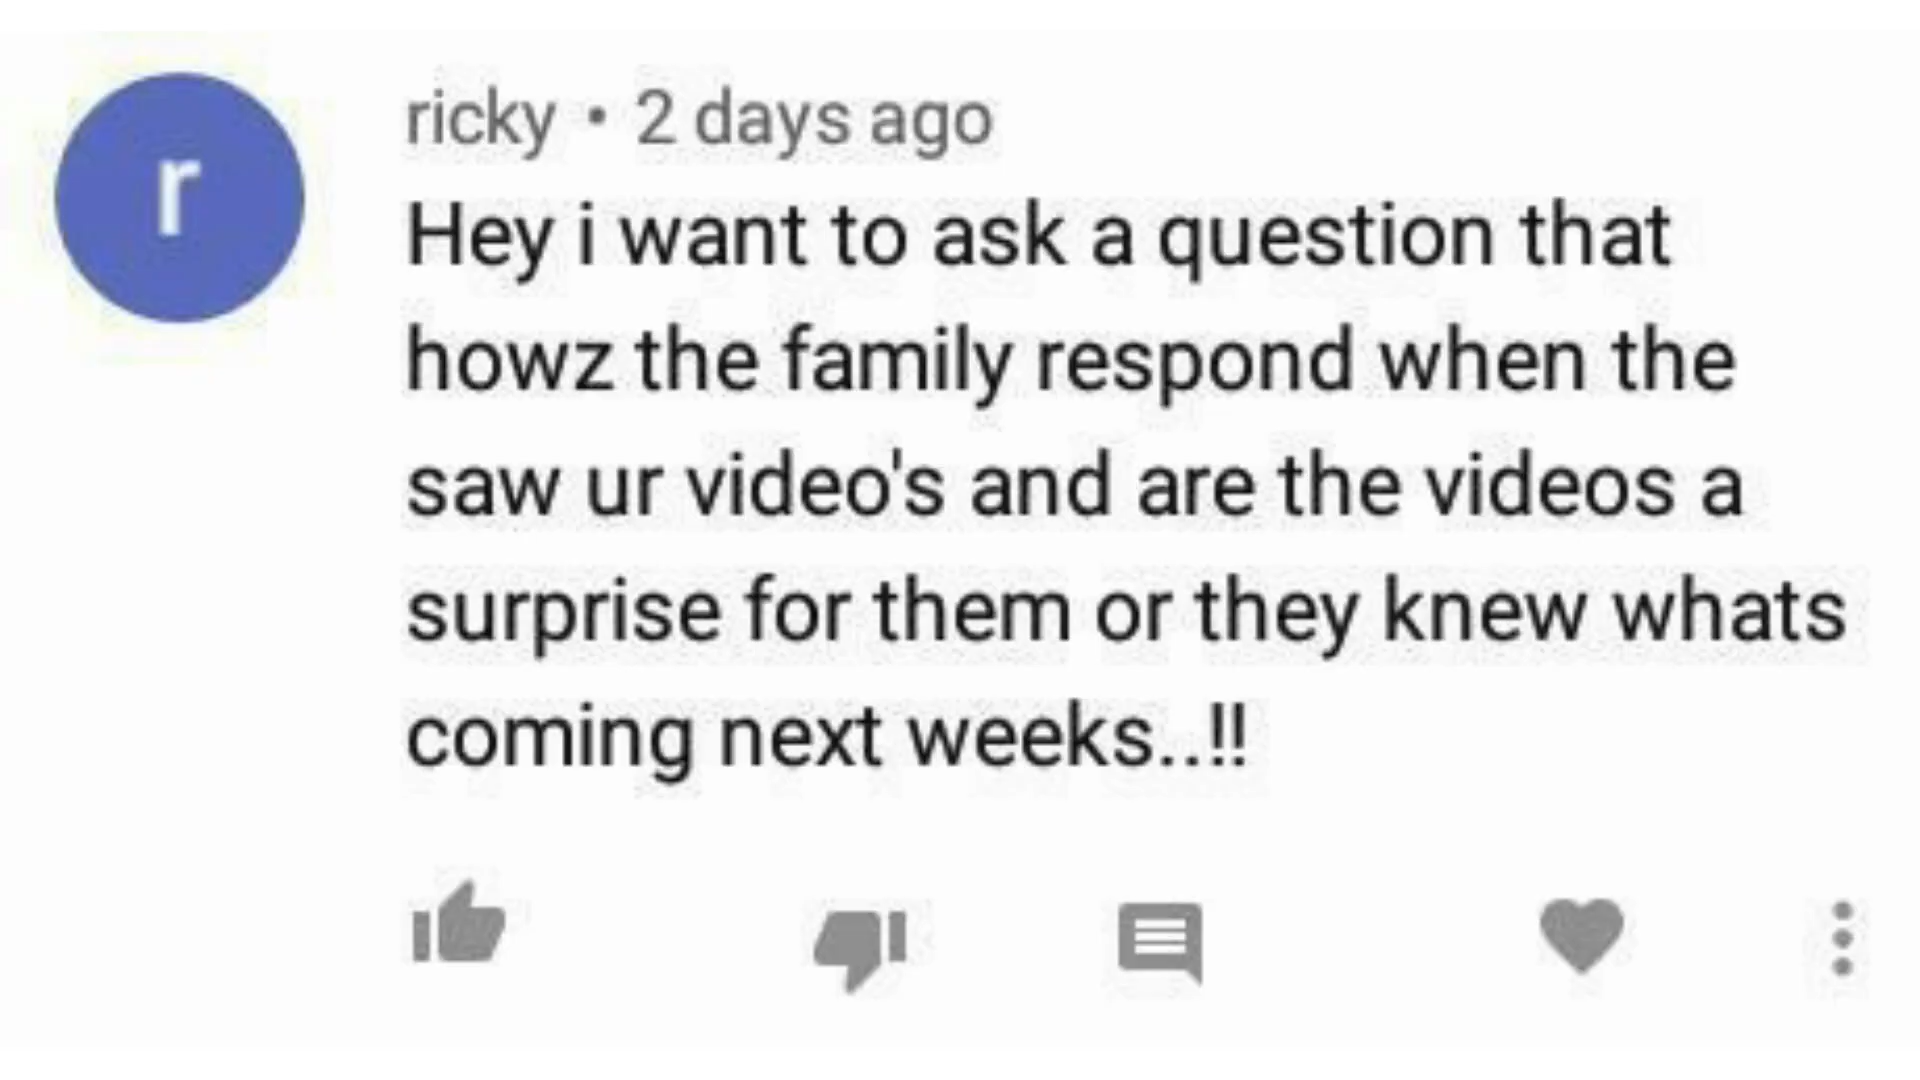 r
ricky • 2 days ago
Hey i want to ask a question that
howz the family respond when the
saw ur video's and are the videos a
surprise for them or they knew whats
coming next weeks..!!